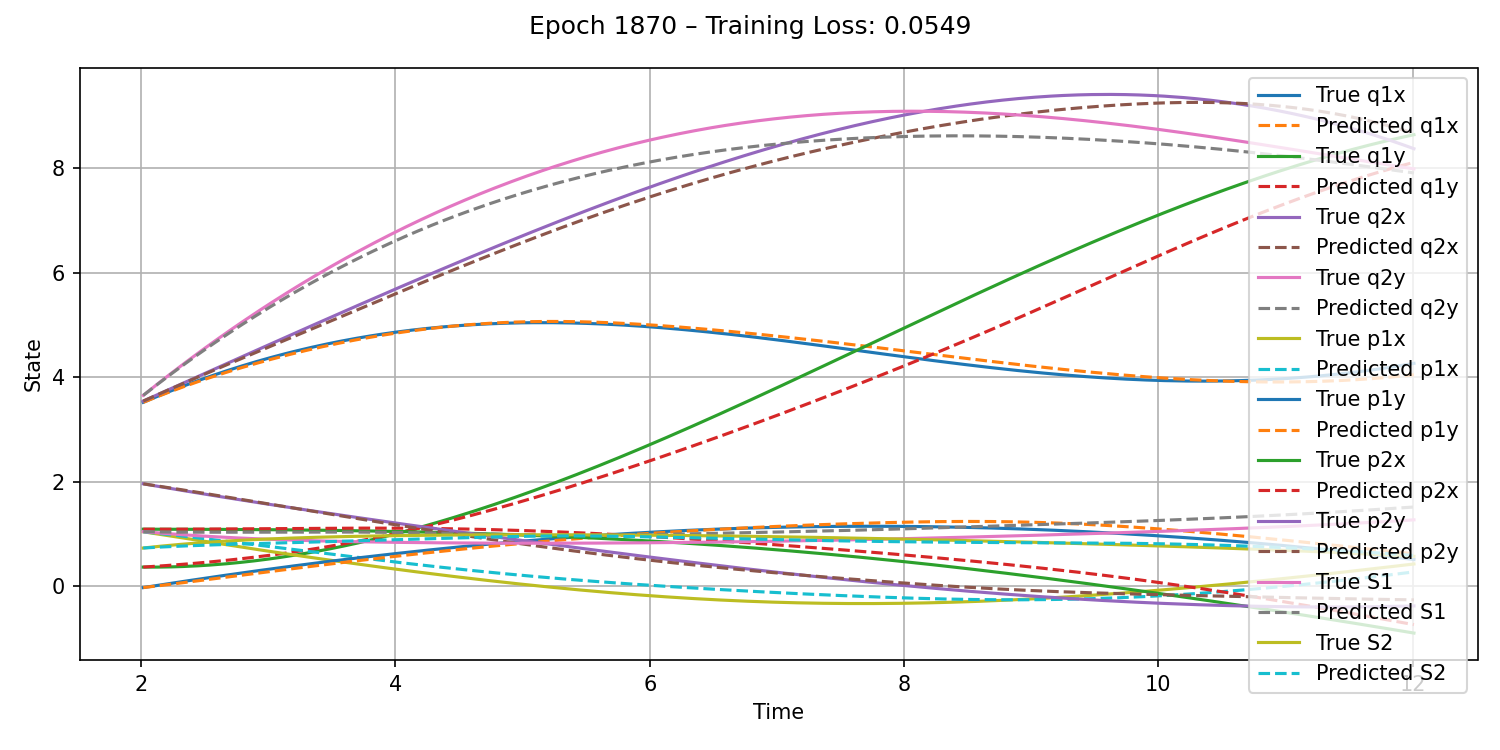 Epoch 1870 – Training Loss: 0.0549
State
8
6
4
2
0
True q1x
Predicted q1x
True q1y
Predicted q1y
True q2x
Predicted q2x
True q2y
Predicted q2y
True p1x
Predicted p1x
True p1y
Predicted p1y
True p2x
Predicted p2x
True p2y
Predicted p2y
True S1
Predicted S1
True S2
Predicted S2
2 4 6 8 10 12
Time